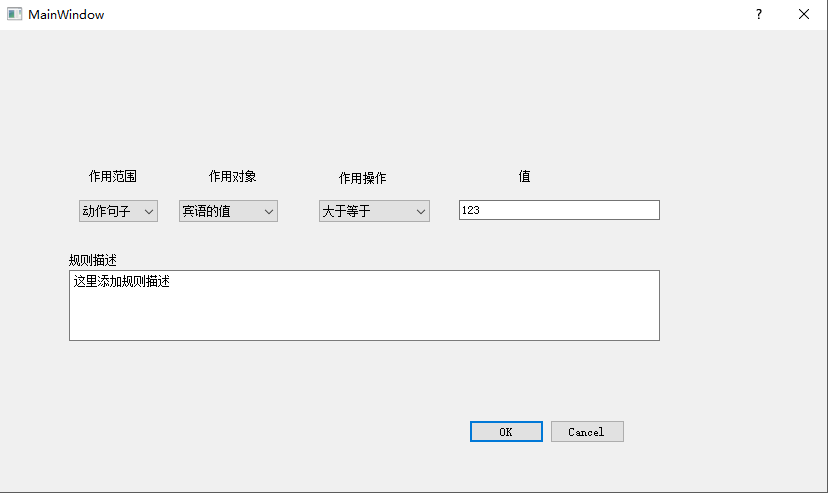 MainWindow
?
作用范围 作用对象 作用操作 值
动作句子 宾语的值 大于等于 123
规则描述
这里添加规则描述
OK Cancel